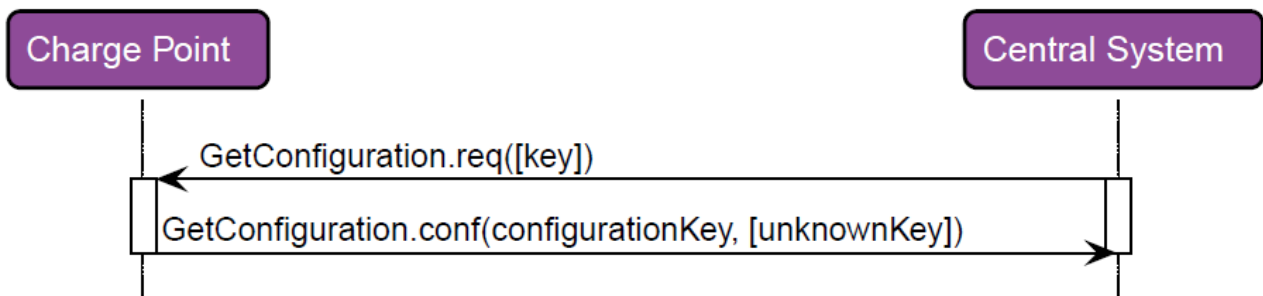 Charge Point
Central System
GetConfiguration.req([key])
GetConfiguration.conf(configurationKey, [unknownKey])